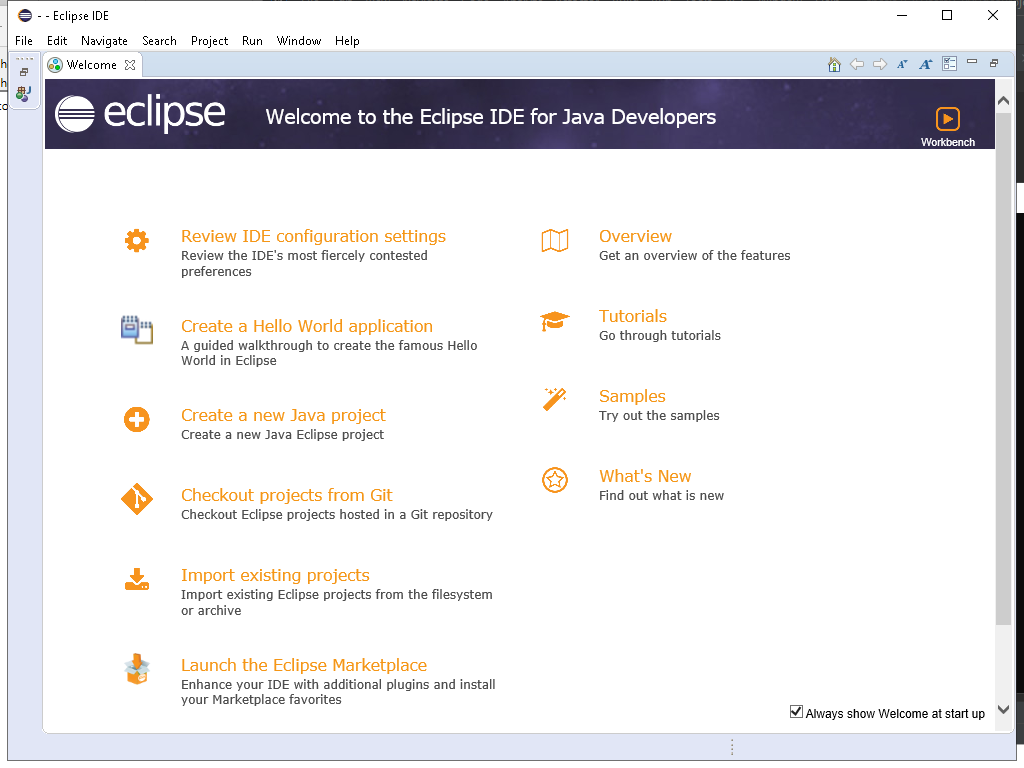 - - Eclipse IDE
File Edit Navigate Search Project Run Window Help
Welcome
eclipse
Welcome to the Eclipse IDE for Java Developers
Workbench
Review IDE configuration settings
Review the IDE's most fiercely contested
preferences
Create a Hello World application
A guided walkthrough to create the famous Hello
World in Eclipse
Create a new Java project
Create a new Java Eclipse project
Checkout projects from Git
Checkout Eclipse projects hosted in a Git repository
Import existing projects
Import existing Eclipse projects from the filesystem
or archive
Launch the Eclipse Marketplace
Enhance your IDE with additional plugins and install
your Marketplace favorites
Overview
Get an overview of the features
Tutorials
Go through tutorials
Samples
Try out the samples
What's New
Find out what is new
Always show Welcome at start up